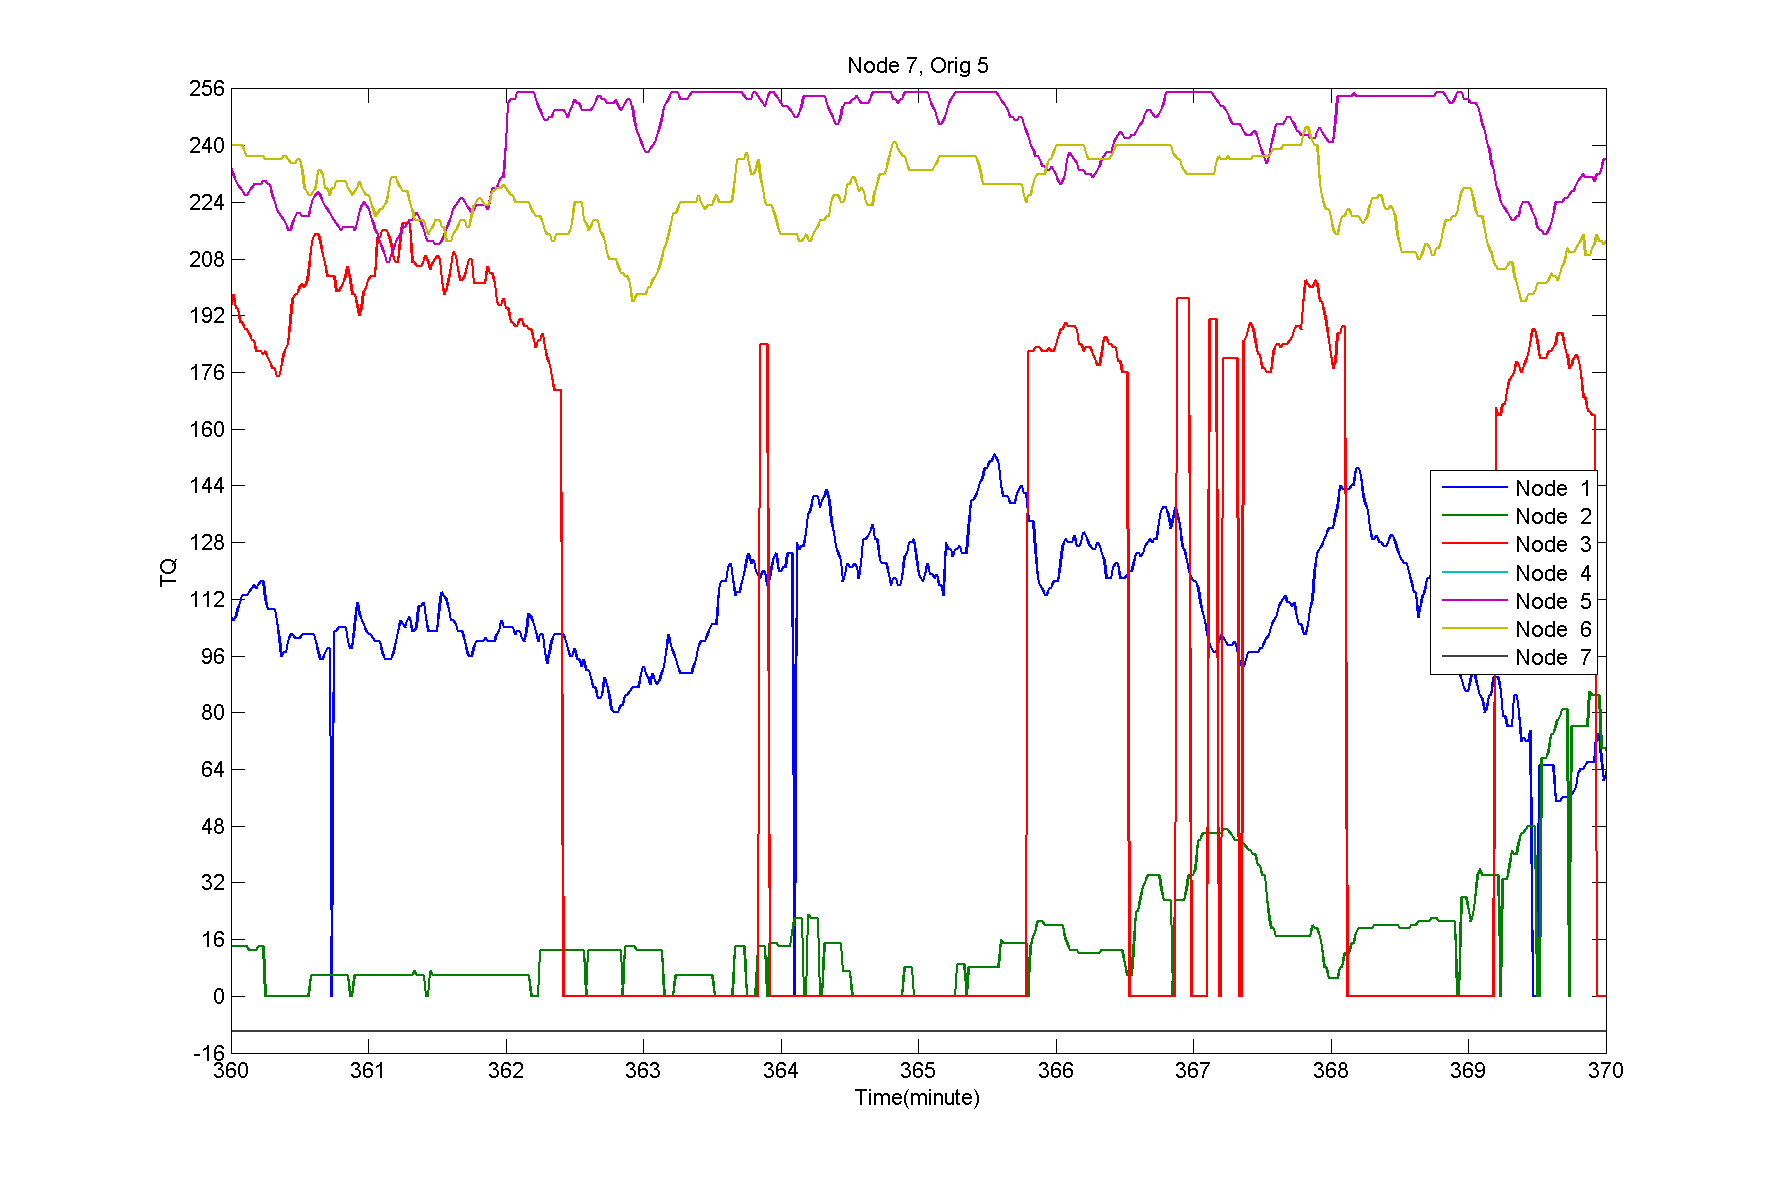 Node 7, Orig 5
256
240
224
208
192
176
160
144
128
112
96
80
64
48
32
16
0
-16
TQ
Node 1
Node 2
Node 3
Node 4
Node 5
Node 6
Node 7
360 361 362 363 364 365 366 367 368 369 370
Time(minute)